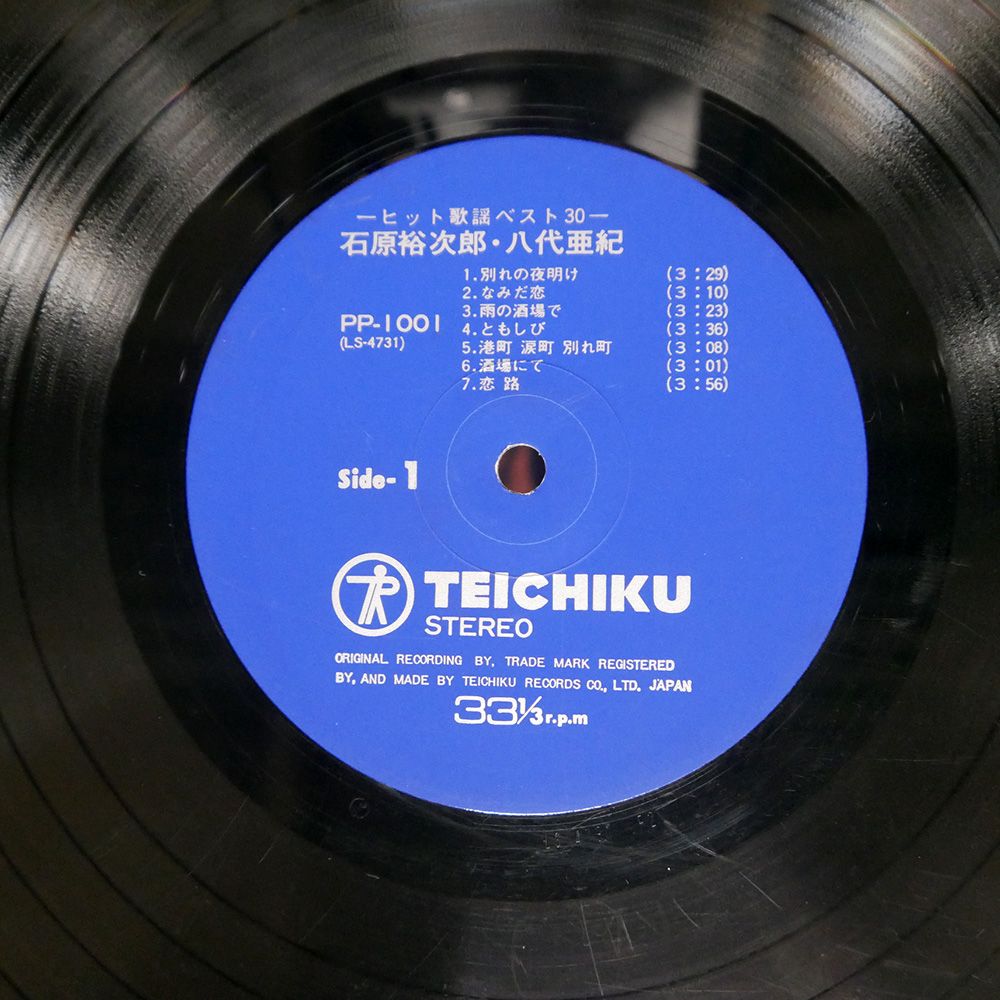 ―ヒット歌謡ベスト30―
石原裕次郎・八代亜紀
1.別れの夜明け (3:29)
2.なみだ恋 (3:10)
3.雨の酒場で (3:23)
4.ともしび (3:36)
5.港町 涙町 別れ町 (3:08)
6.酒場にて (3:01)
7.恋 路 (3:56)
PP-1001
(LS-4731)
Side-1
TEICHIKU
STEREO
ORIGINAL RECORDING BY, TRADE MARK REGISTERED
BY, AND MADE BY TEICHIKU RECORDS CO., LTD. JAPAN
33⅓r.p.m